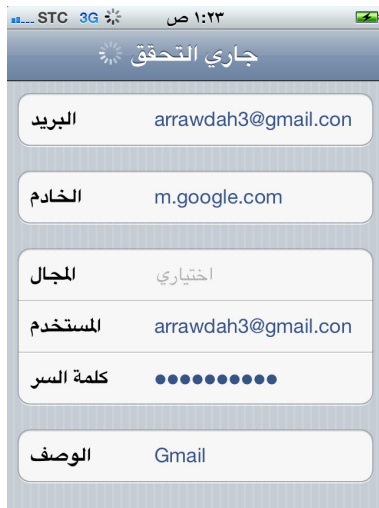 STC 3G ١:٢٣ ص
جاري التحقق
البريد arrawdah3@gmail.con
الخادم m.google.com
المجال اختياري
المستخدم arrawdah3@gmail.con
كلمة السر ●●●●●●●●●●
الوصف Gmail